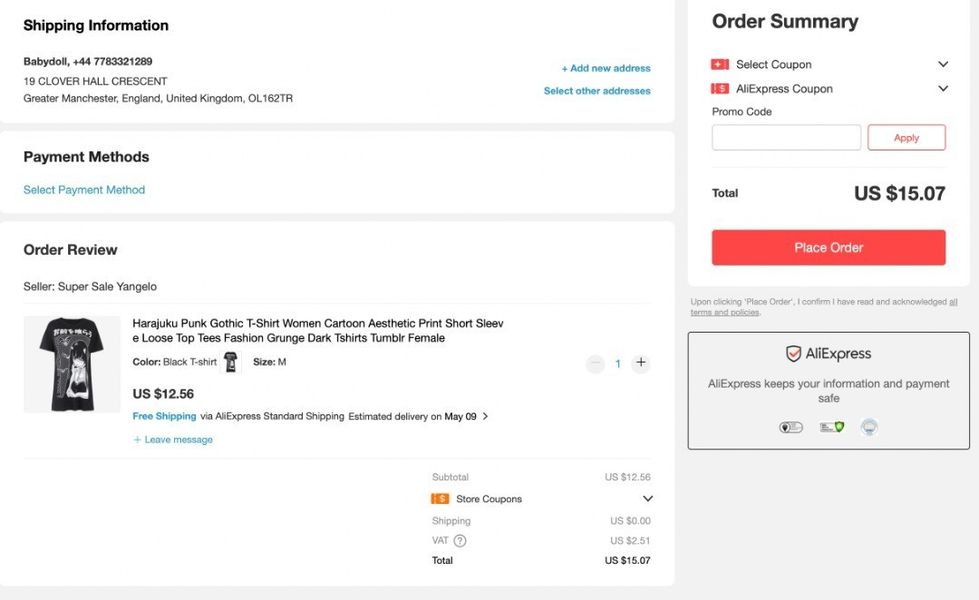 Shipping Information
Babydoll, +44 7783321289
19 CLOVER HALL CRESCENT
Greater Manchester, England, United Kingdom, OL162TR
+ Add new address
Select other addresses
Payment Methods
Select Payment Method
Order Review
Seller: Super Sale Yangelo
Harajuku Punk Gothic T-Shirt Women Cartoon Aesthetic Print Short Sleev
e Loose Top Tees Fashion Grunge Dark Tshirts Tumblr Female
Color: Black T-shirt Size: M
1
US $12.56
Free Shipping via AliExpress Standard Shipping Estimated delivery on May 09
+ Leave message
Subtotal US $12.56
Store Coupons
Shipping US $0.00
VAT ? US $2.51
Total US $15.07
Order Summary
Select Coupon
AliExpress Coupon
Promo Code
Apply
Total US $15.07
Place Order
Upon clicking 'Place Order', I confirm I have read and acknowledged all
terms and policies.
AliExpress
AliExpress keeps your information and payment
safe